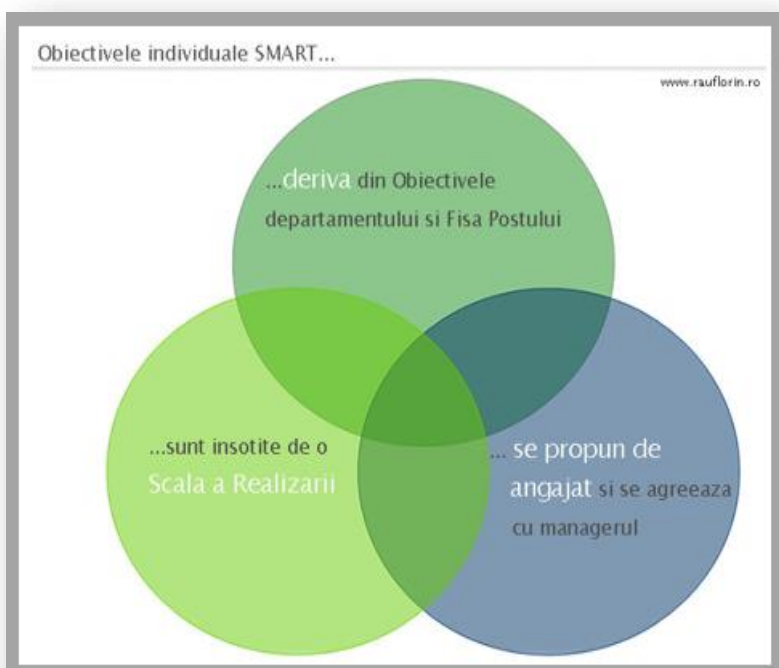 Obiectivele individuale SMART...
www.rauflorin.ro
...deriva din Obiectivele
departamentului si Fisa Postului
...sunt insotite de o
Scala a Realizarii
... se propun de
angajat si se agreeaza
cu managerul